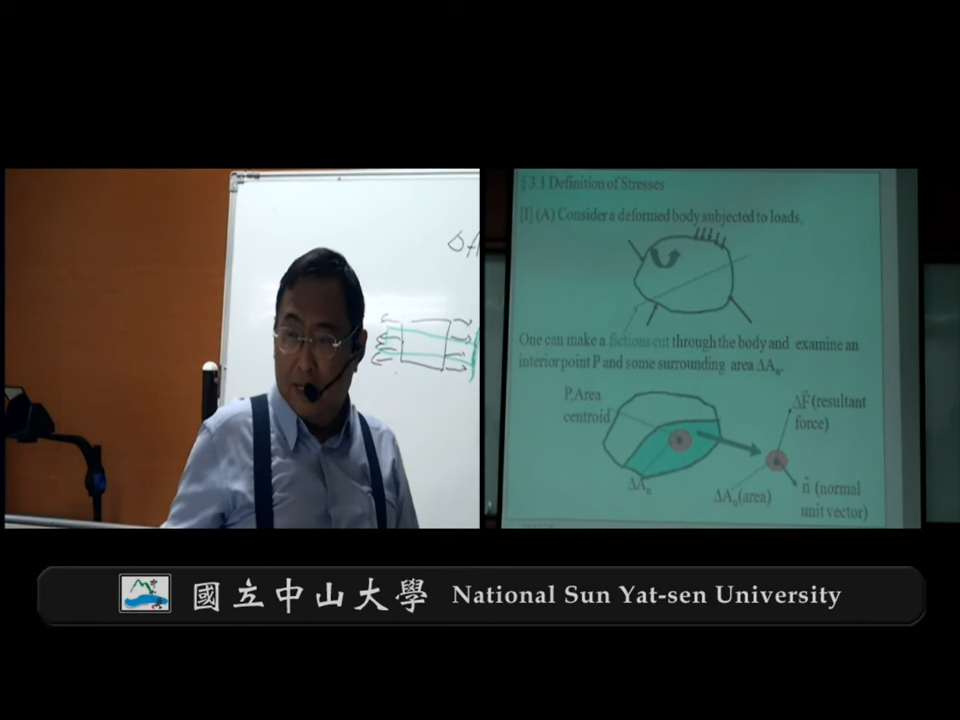 ΔA
§3.1 Definition of Stresses
[I] (A) Consider a deformed body subjected to loads,
One can make a fictions cut through the body and examine an
interior point P and some surrounding area ΔAn.
P,Area
centroid
ΔF (resultant
force)
ΔAn
ΔAn(area)
n (normal
unit vector)
國立中山大學 National Sun Yat-sen University